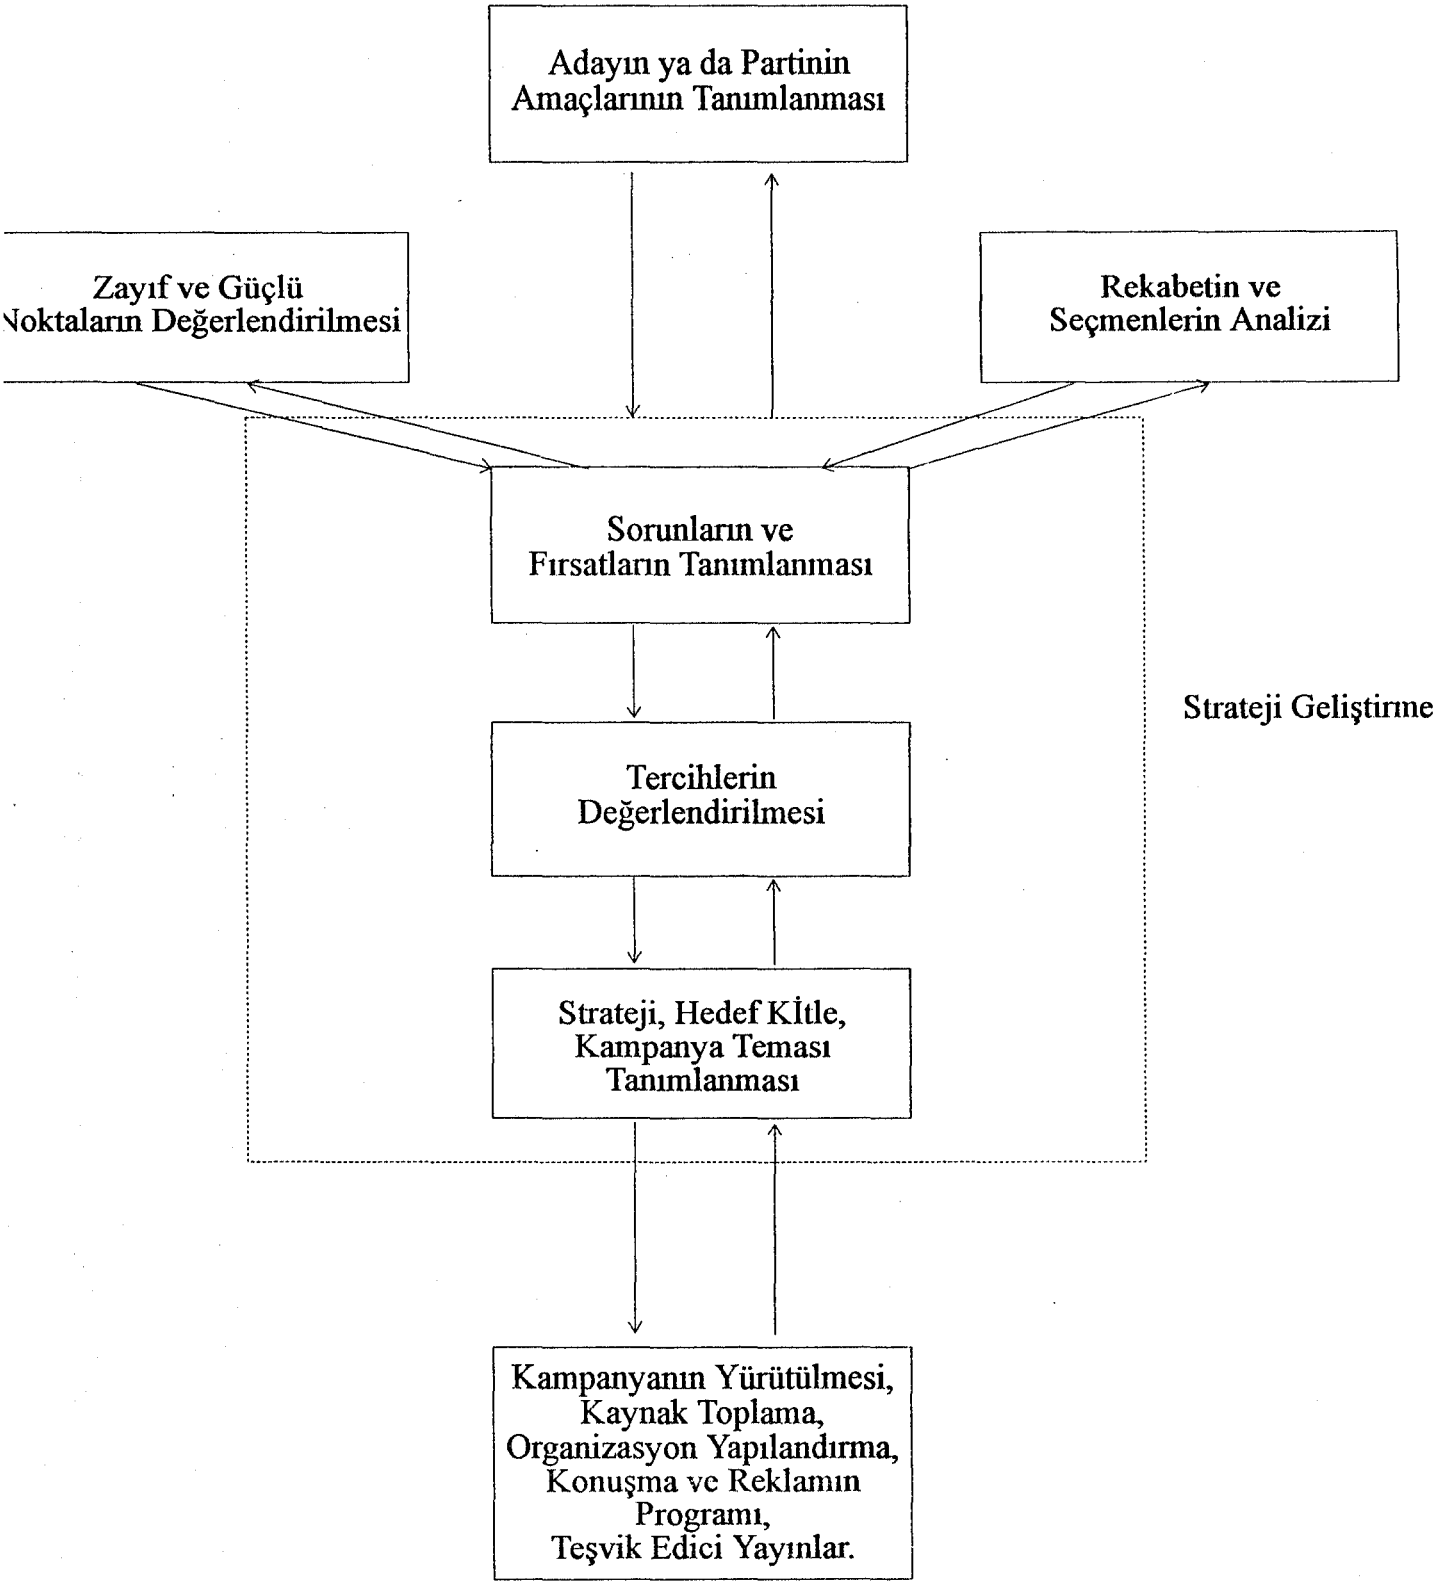 Adayın ya da Partinin
Amaçlarının Tanımlanması
Zayıf ve Güçlü
Noktaların Değerlendirilmesi
Rekabetin ve
Seçmenlerin Analizi
Sorunların ve
Fırsatların Tanımlanması
Strateji Geliştirme
Tercihlerin
Değerlendirilmesi
Strateji, Hedef Kİtle,
Kampanya Teması
Tanımlanması
Kampanyanın Yürütülmesi,
Kaynak Toplama,
Organizasyon Yapılandırma,
Konuşma ve Reklamın
Programı,
Teşvik Edici Yayınlar.